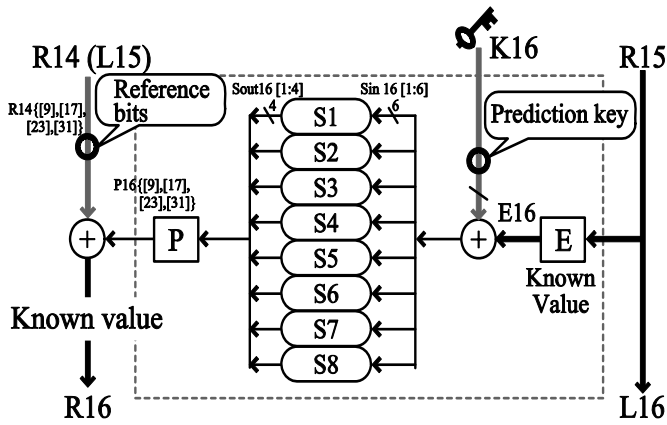 R14 (L15)
K16
R15
Reference
bits
R14{[9],[17],
[23],[31]}
Sout16 [1:4]
4
Sin 16 [1:6]
6
Prediction key
S1
S2
S3
S4
S5
S6
S7
S8
P16{[9],[17],
[23],[31]}
+
P
+
E16
E
Known
Value
Known value
R16
L16